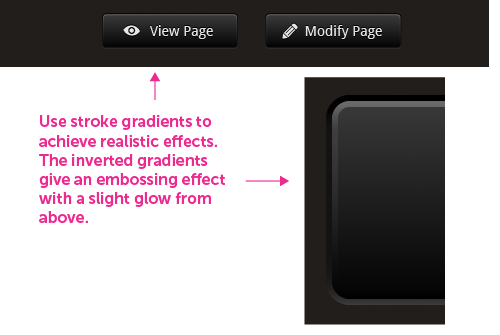 View Page
Modify Page
Use stroke gradients to
achieve realistic effects.
The inverted gradients
give an embossing effect
with a slight glow from
above.